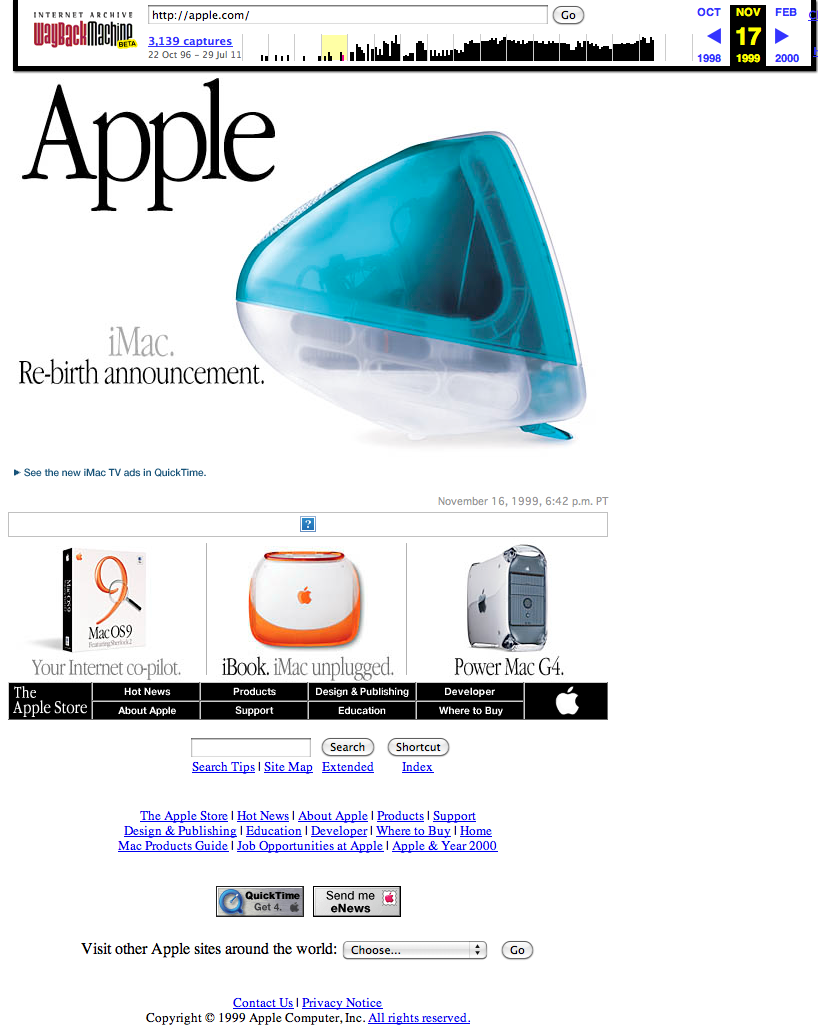 INTERNET ARCHIVE
WayBackMachine
BETA
http://apple.com/
Go
3,139 captures
22 Oct 96 – 29 Jul 11
OCT NOV FEB
17
1998 1999 2000
Apple
iMac.
Re-birth announcement.
See the new iMac TV ads in QuickTime.
November 16, 1999, 6:42 p.m. PT
?
9
Mac OS 9
Mac OS 9
Featuring Sherlock 2
Your Internet co-pilot.
iBook. iMac unplugged.
Power Mac G4.
The Apple Store
Hot News Products Design & Publishing Developer
About Apple Support Education Where to Buy
Search Shortcut
Search Tips | Site Map Extended Index
The Apple Store | Hot News | About Apple | Products | Support
Design & Publishing | Education | Developer | Where to Buy | Home
Mac Products Guide | Job Opportunities at Apple | Apple & Year 2000
QuickTime
Get 4.
Send me
eNews
Visit other Apple sites around the world: Choose... Go
Contact Us | Privacy Notice
Copyright © 1999 Apple Computer, Inc. All rights reserved.